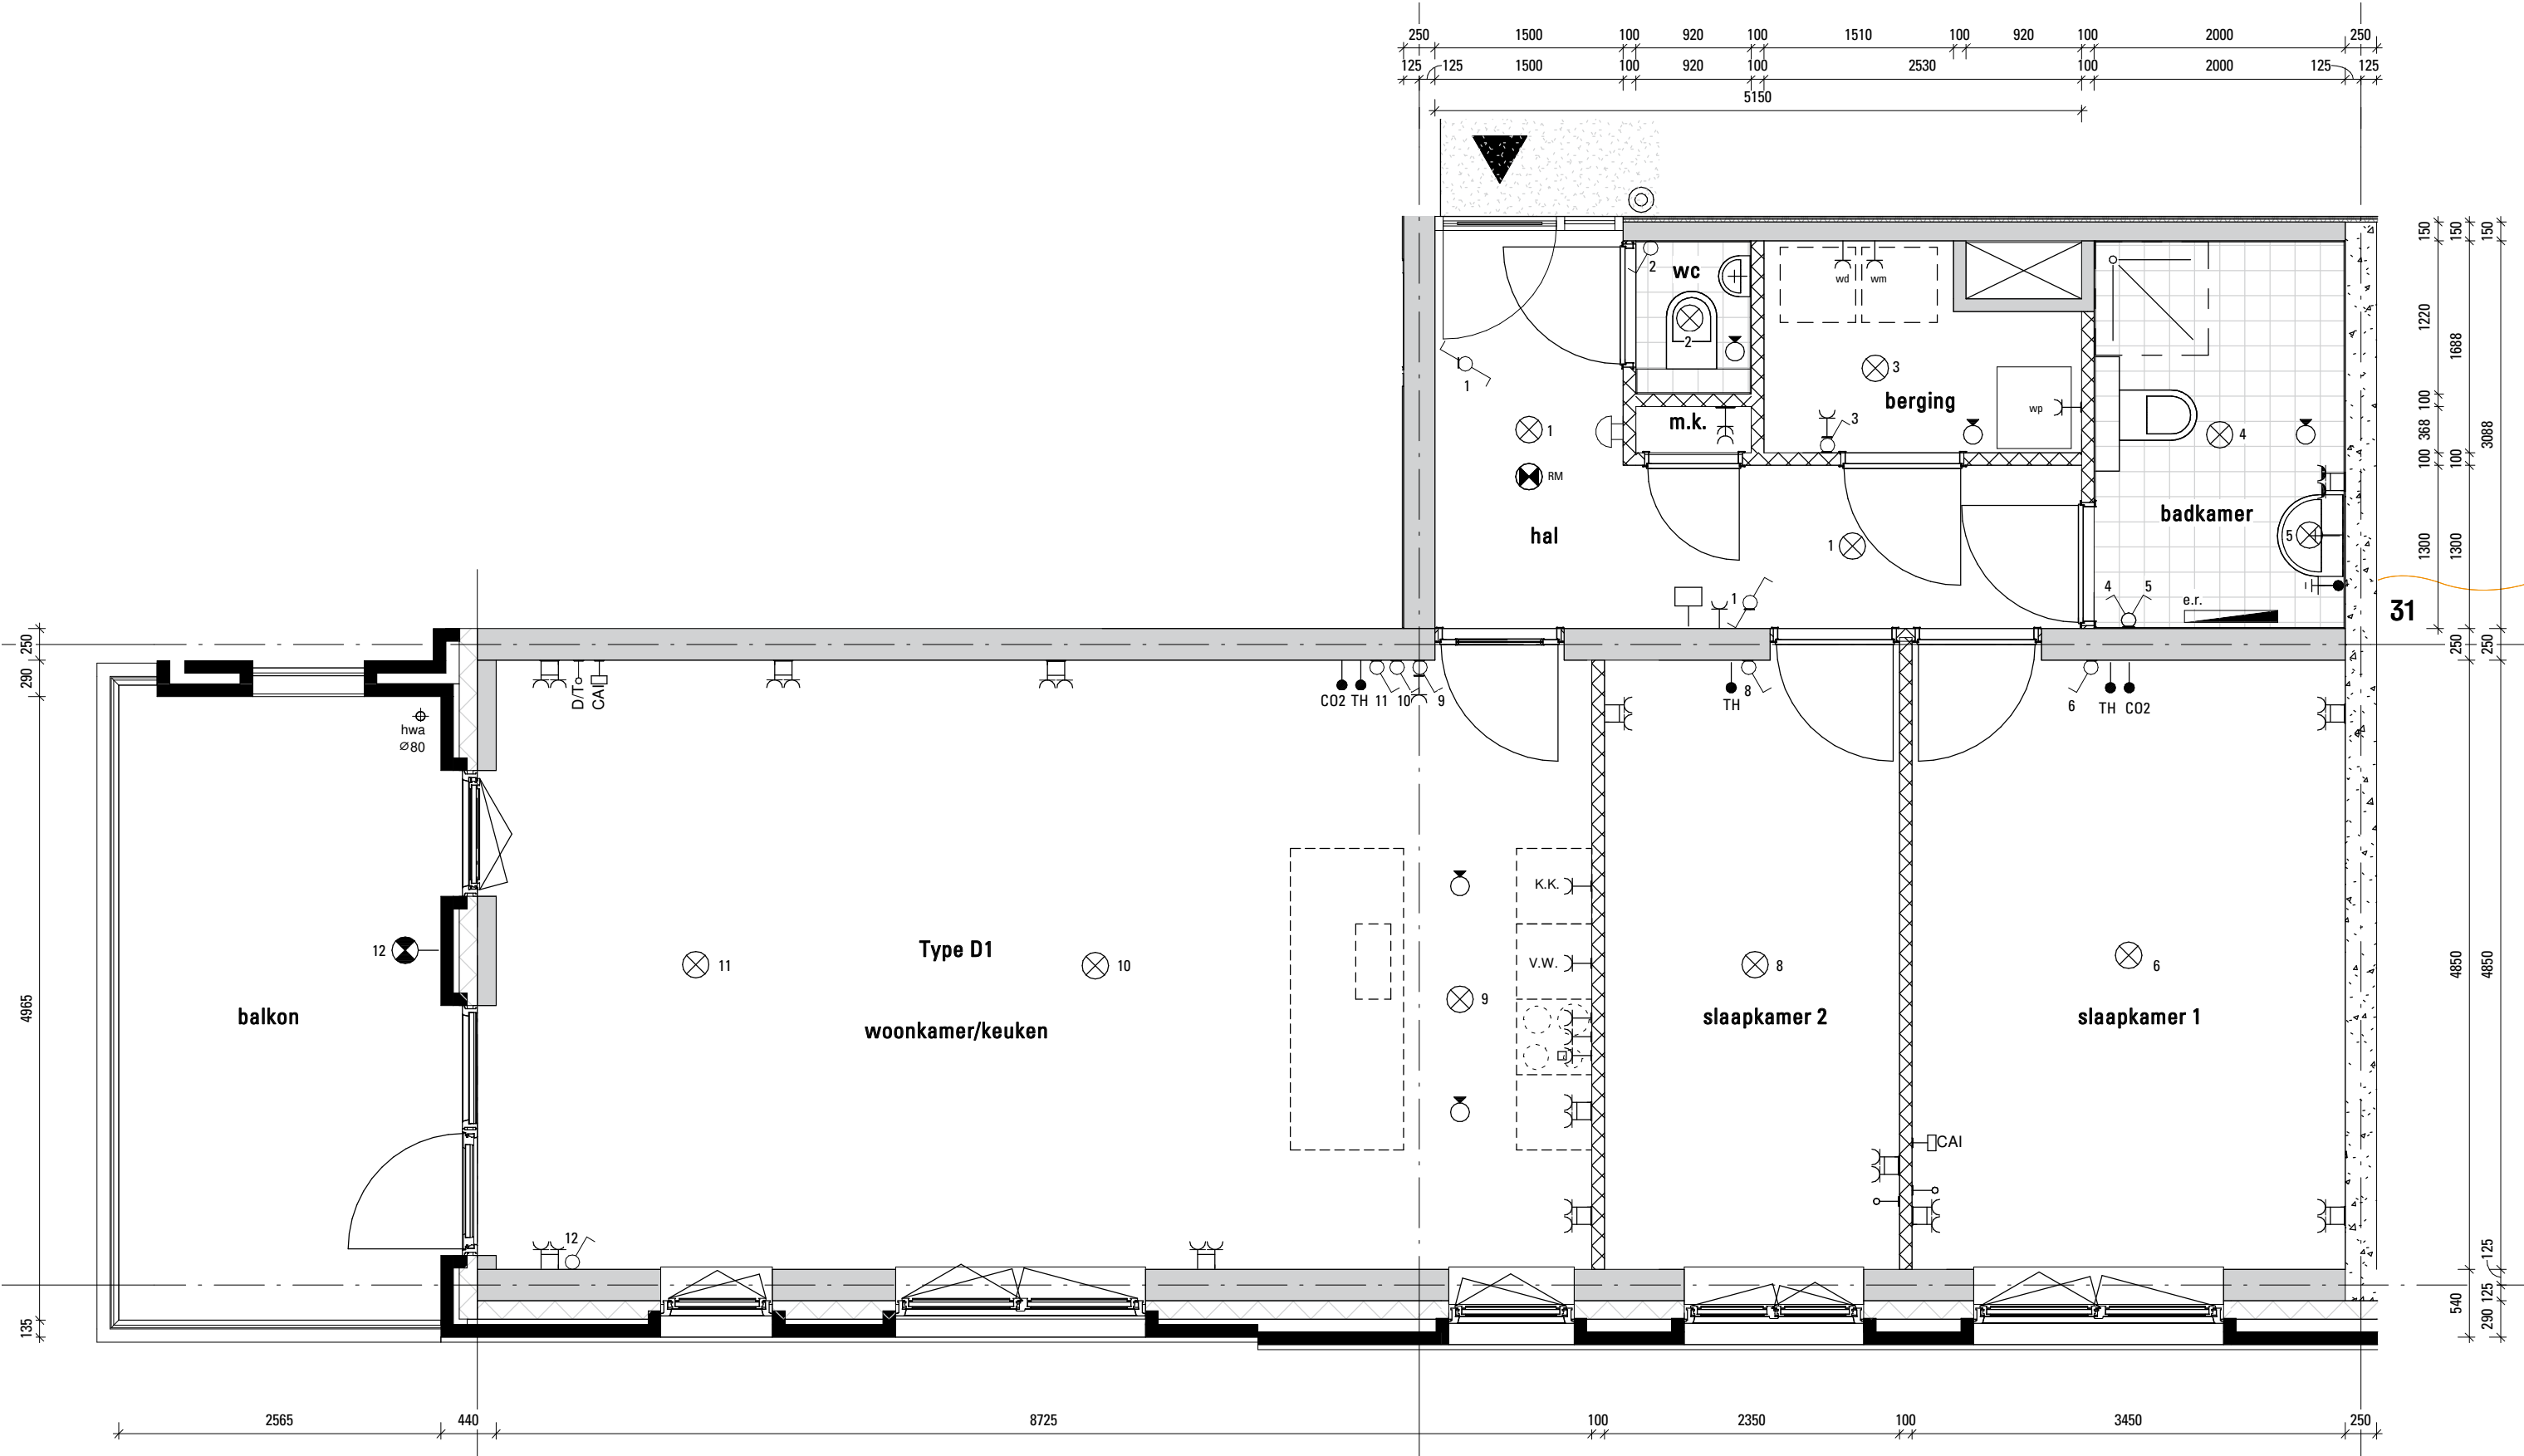 250 1500 100 920 100 1510 100 920 100 2000 250
125 125 1500 100 920 100 2530 100 2000 125 125
5150
150 150 150
wc
2
wd wm
2
1220
1688
3
1
berging
wp
m.k.
3
1
4
100
368
3088
RM
100 100
badkamer
hal
5
1
1300 1300
1
4 5
e.r.
31
250
250 250
290
D/T
CAI
CO2 TH 11 10 9
TH
8
6
TH CO2
hwa
⌀80
K.K.
12
Type D1
V.W.
11
10
8
6
4850 4850
9
4965
balkon
woonkamer/keuken
slaapkamer 2
slaapkamer 1
CAI
12
125
125
540
290
135
2565 440 8725 100 2350 100 3450 250